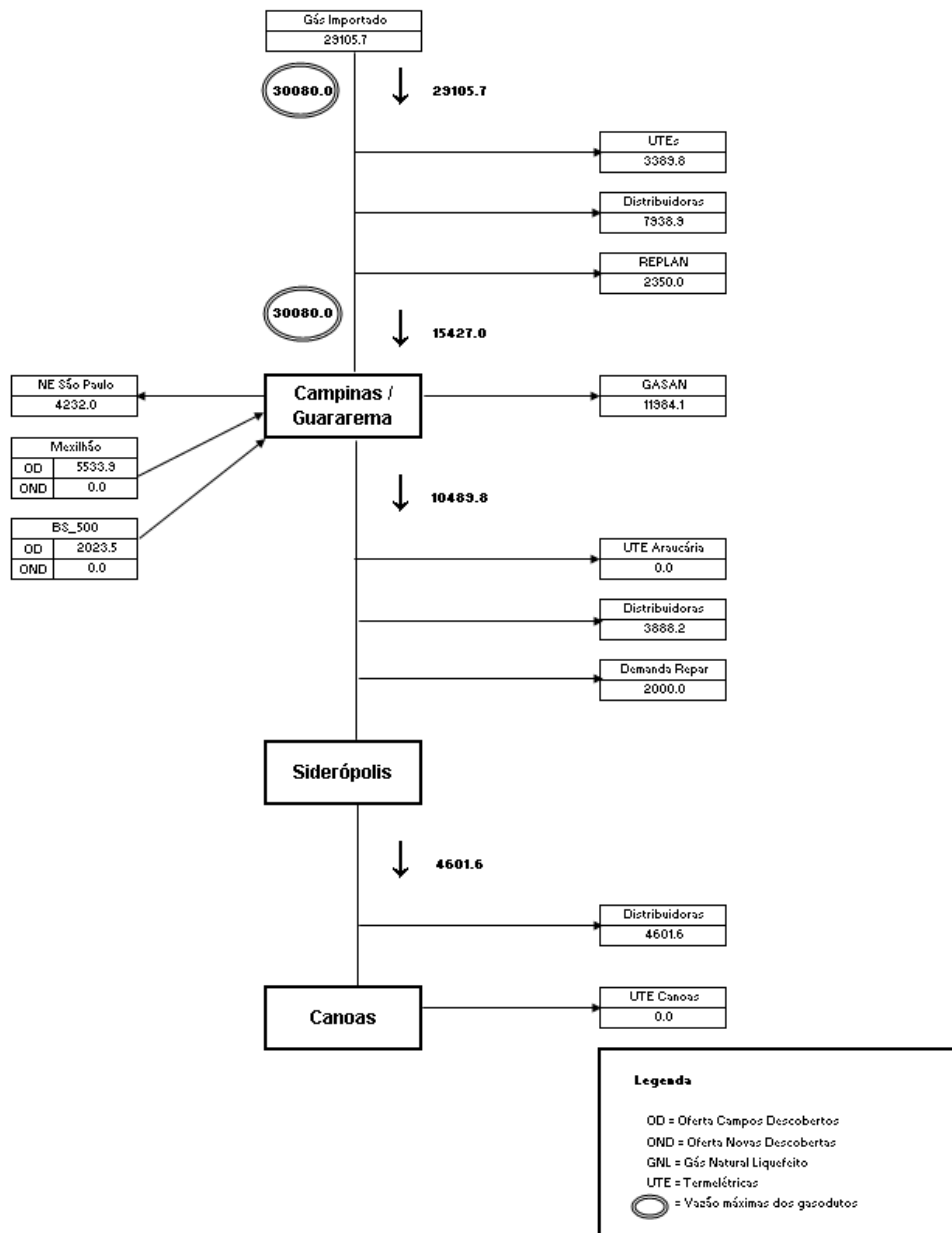 Gás Importado
29105.7
30080.0
29105.7
UTEs
3389.8
Distribuidoras
7938.9
REPLAN
2350.0
30080.0
15427.0
NE São Paulo
4232.0
Campinas /
Guararema
GASAN
11984.1
Mexilhão
OD 5533.9
OND 0.0
10489.8
BS_500
OD 2023.5
OND 0.0
UTE Araucária
0.0
Distribuidoras
3888.2
Demanda Repar
2000.0
Siderópolis
4601.6
Distribuidoras
4601.6
Canoas
UTE Canoas
0.0
Legenda
OD = Oferta Campos Descobertos
OND = Oferta Novas Descobertas
GNL = Gás Natural Liquefeito
UTE = Termelétricas
= Vazão máximas dos gasodutos